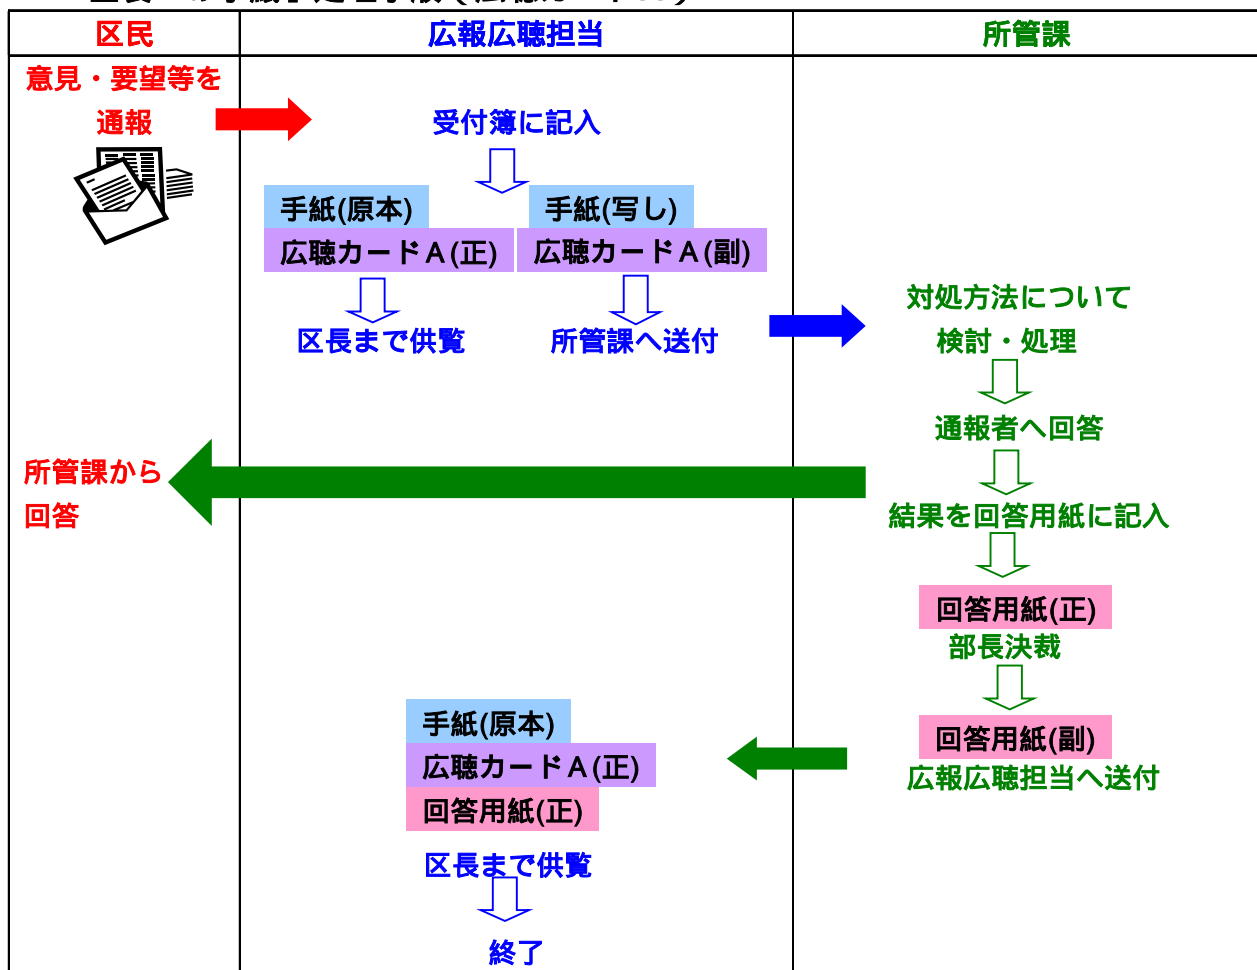 区民
広報広聴担当
所管課
意見・要望等を
通報
受付簿に記入
手紙(原本)
広聴カードA(正)
手紙(写し)
広聴カードA(副)
区長まで供覧
所管課へ送付
対処方法について
検討・処理
通報者へ回答
所管課から
回答
結果を回答用紙に記入
回答用紙(正)
部長決裁
回答用紙(副)
広報広聴担当へ送付
手紙(原本)
広聴カードA(正)
回答用紙(正)
区長まで供覧
終了